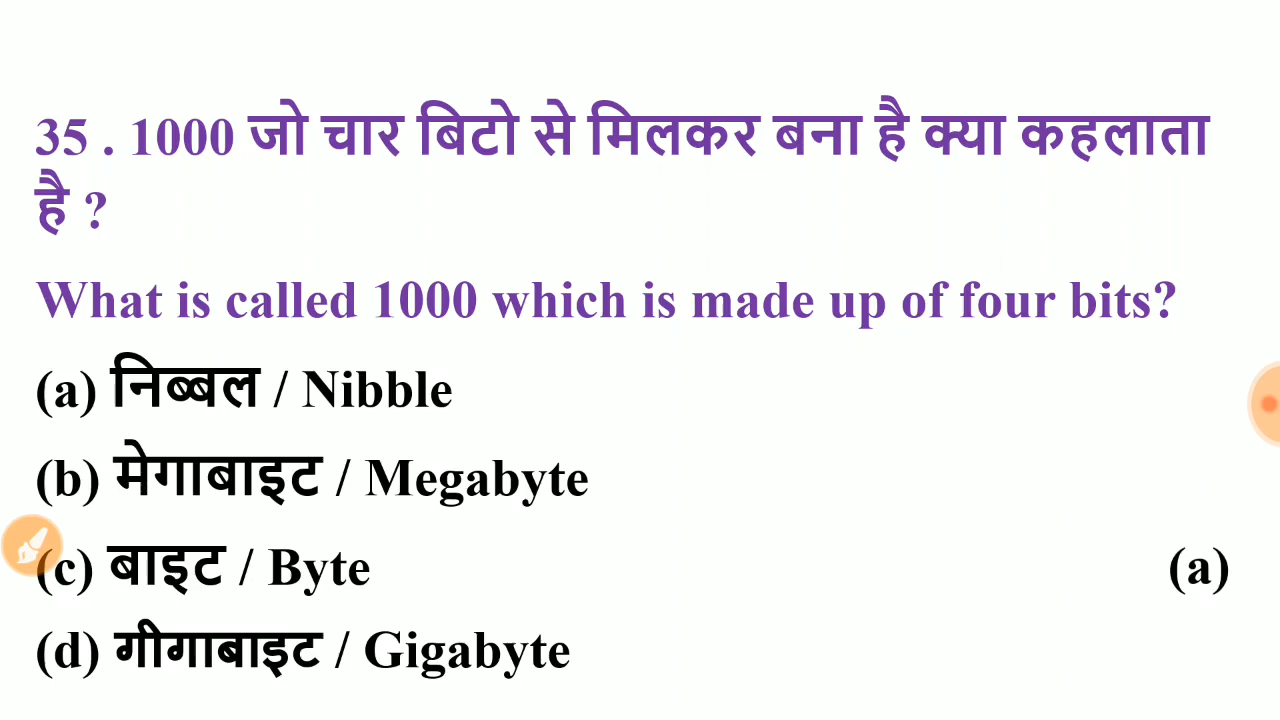 35 . 1000 जो चार बिटो से मिलकर बना है क्या कहलाता
है ?
What is called 1000 which is made up of four bits?
(a) निब्बल / Nibble
(b) मेगाबाइट / Megabyte
(c) बाइट / Byte (a)
(d) गीगाबाइट / Gigabyte